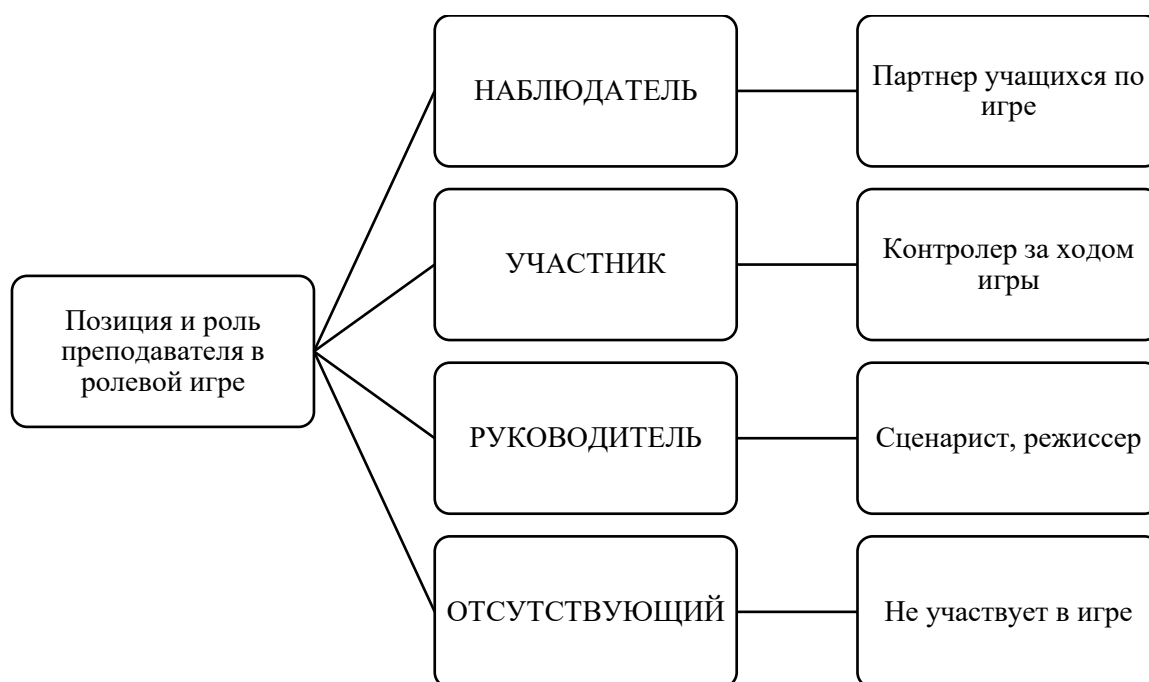 НАБЛЮДАТЕЛЬ
Партнер учащихся по
игре
УЧАСТНИК
Контролер за ходом
игры
Позиция и роль
преподавателя в
ролевой игре
РУКОВОДИТЕЛЬ
Сценарист, режиссер
ОТСУТСТВУЮЩИЙ
Не участвует в игре